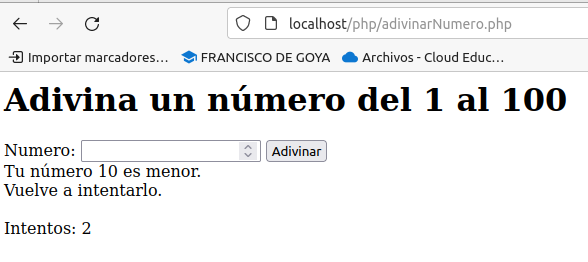 localhost/php/adivinarNumero.php
Importar marcadores... FRANCISCO DE GOYA Archivos - Cloud Educ...
Adivina un número del 1 al 100
Numero: Adivinar
Tu número 10 es menor.
Vuelve a intentarlo.
Intentos: 2